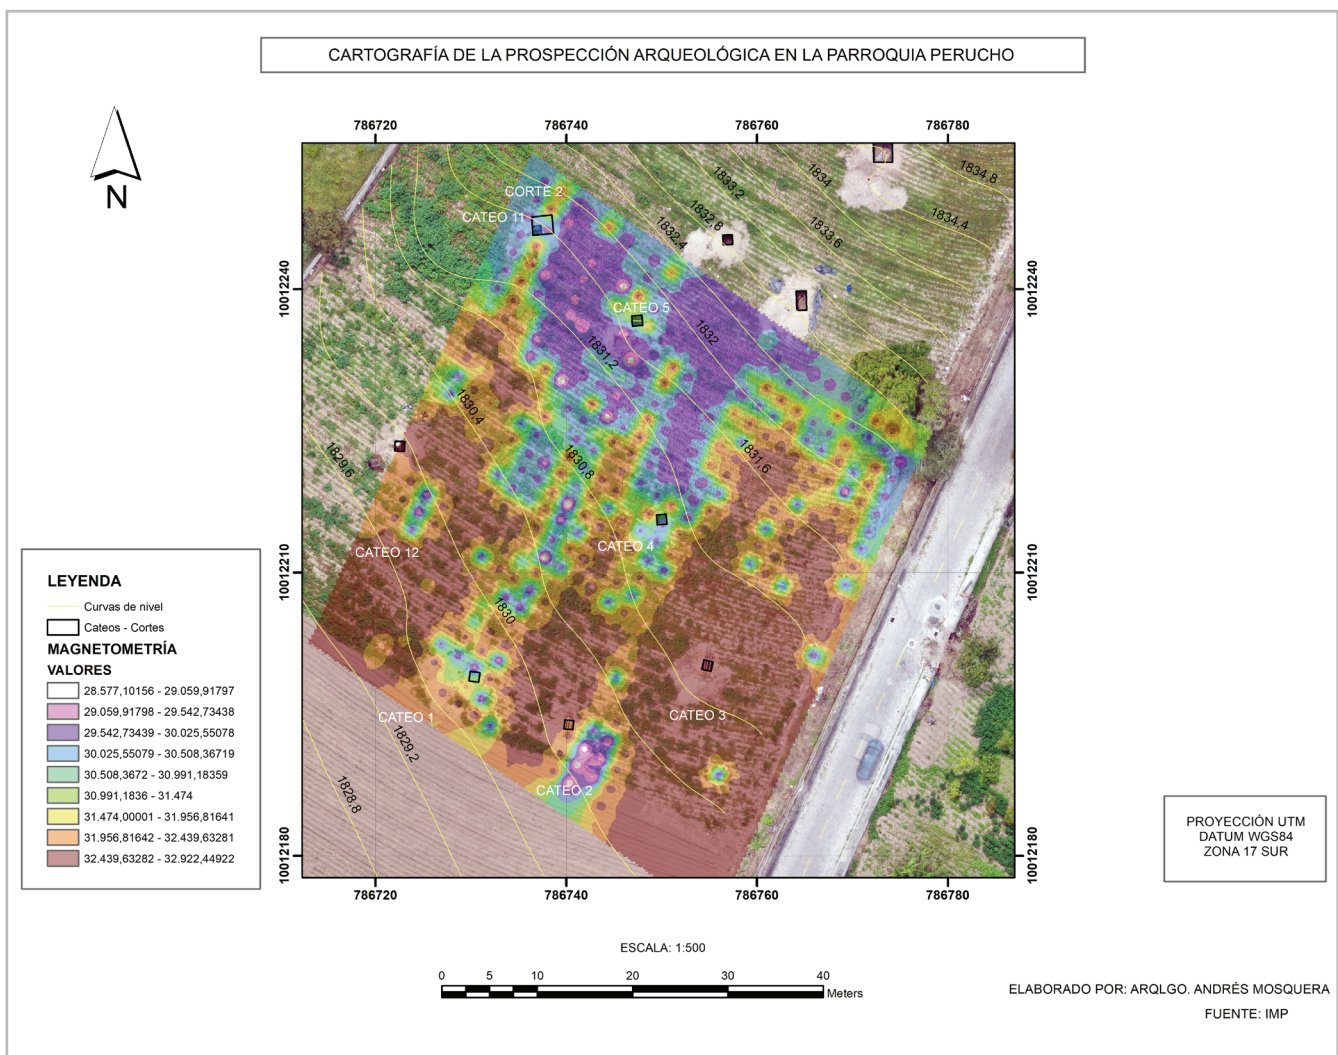 CARTOGRAFÍA DE LA PROSPECCIÓN ARQUEOLÓGICA EN LA PARROQUIA PERUCHO
N
786720 786740 786760 786780
10012240 10012240
10012210 10012210
10012180 10012180
1834,8
1834
1833,2
1834,4
1832,8
1833,6
1832,4
CORTE 2
CATEO 11
CATEO 5
1832
1831,2
1830,4
1831,6
1830,8
1829,6
CATEO 4
CATEO 12
1830
CATEO 3
CATEO 1
1829,2
CATEO 2
1828,8
786720 786740 786760 786780
LEYENDA
Curvas de nivel
Cateos - Cortes
MAGNETOMETRÍA
VALORES
28.577,10156 - 29.059,91797
29.059,91798 - 29.542,73438
29.542,73439 - 30.025,55078
30.025,55079 - 30.508,36719
30.508,3672 - 30.991,18359
30.991,1836 - 31.474
31.474,00001 - 31.956,81641
31.956,81642 - 32.439,63281
32.439,63282 - 32.922,44922
PROYECCIÓN UTM
DATUM WGS84
ZONA 17 SUR
ESCALA: 1:500
0 5 10 20 30 40
Meters
ELABORADO POR: ARQLGO. ANDRÉS MOSQUERA
FUENTE: IMP